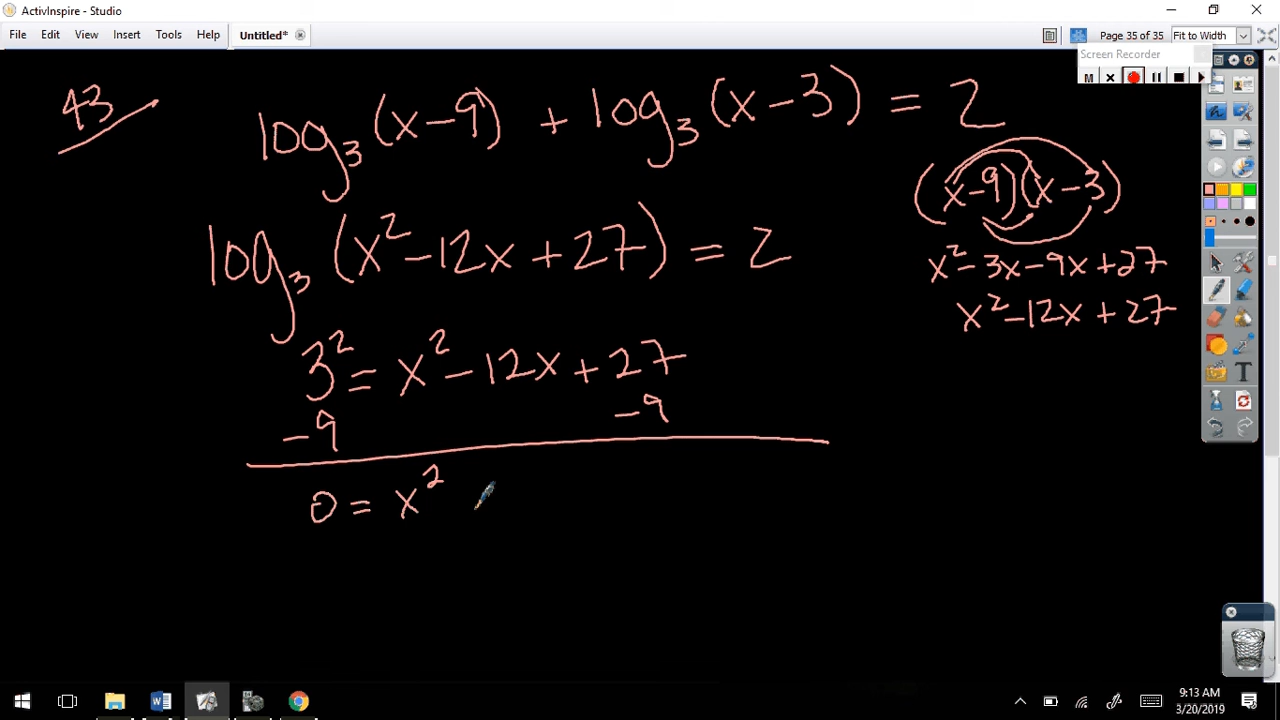 ActivInspire - Studio
File Edit View Insert Tools Help Untitled* Page 35 of 35 Fit to Width
Screen Recorder
43
log₃(x-9) + log₃(x-3) = 2
(x-9)(x-3)
log₃(x²-12x+27) = 2
x²-3x-9x+27
x²-12x+27
3² = x²-12x+27
-9 -9
0 = x²
9:13 AM
3/20/2019